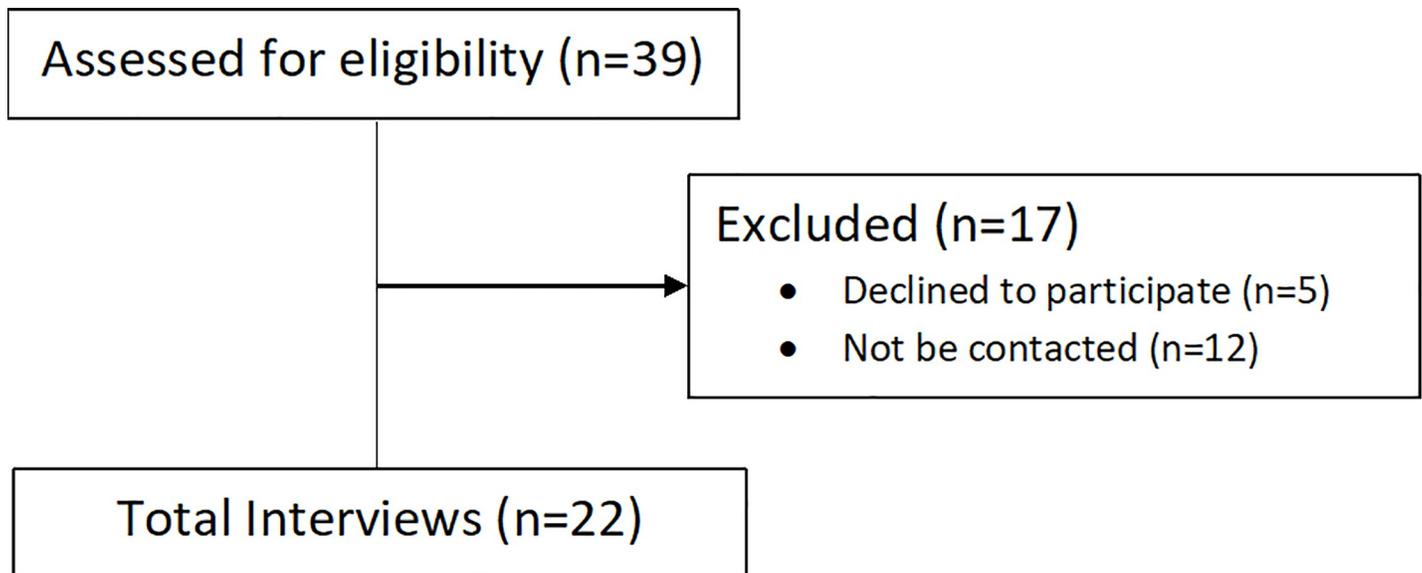 Assessed for eligibility (n=39)
Excluded (n=17)
• Declined to participate (n=5)
• Not be contacted (n=12)
Total Interviews (n=22)